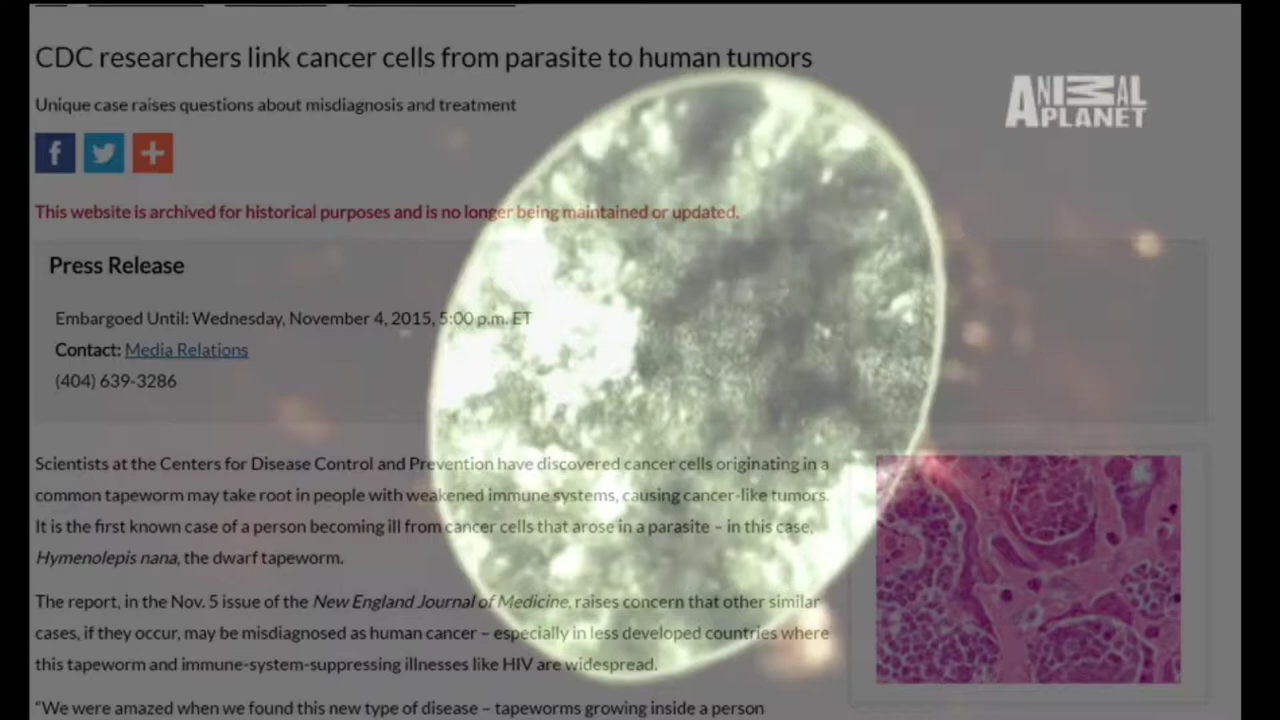 CDC researchers link cancer cells from parasite to human tumors
Unique case raises questions about misdiagnosis and treatment
ANIMAL
PLANET
This website is archived for historical purposes and is no longer being maintained or updated.
Press Release
Embargoed Until: Wednesday, November 4, 2015, 5:00 p.m. ET
Contact: Media Relations
(404) 639-3286
Scientists at the Centers for Disease Control and Prevention have discovered cancer cells originating in a
common tapeworm may take root in people with weakened immune systems, causing cancer-like tumors.
It is the first known case of a person becoming ill from cancer cells that arose in a parasite – in this case,
Hymenolepis nana, the dwarf tapeworm.
The report, in the Nov. 5 issue of the New England Journal of Medicine, raises concern that other similar
cases, if they occur, may be misdiagnosed as human cancer – especially in less developed countries where
this tapeworm and immune-system-suppressing illnesses like HIV are widespread.
“We were amazed when we found this new type of disease – tapeworms growing inside a person